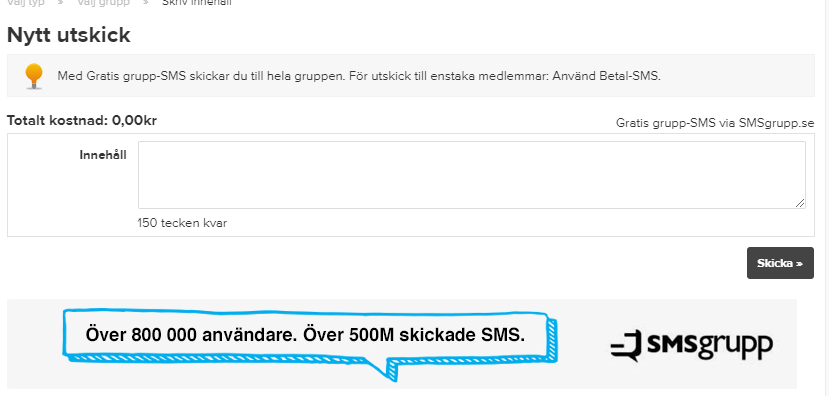 Välj typ » Välj grupp » Skriv innehåll
Nytt utskick
Med Gratis grupp-SMS skickar du till hela gruppen. För utskick till enstaka medlemmar: Använd Betal-SMS.
Totalt kostnad: 0,00kr
Gratis grupp-SMS via SMSgrupp.se
Innehåll
150 tecken kvar
Skicka »
Över 800 000 användare. Över 500M skickade SMS.
SMSgrupp